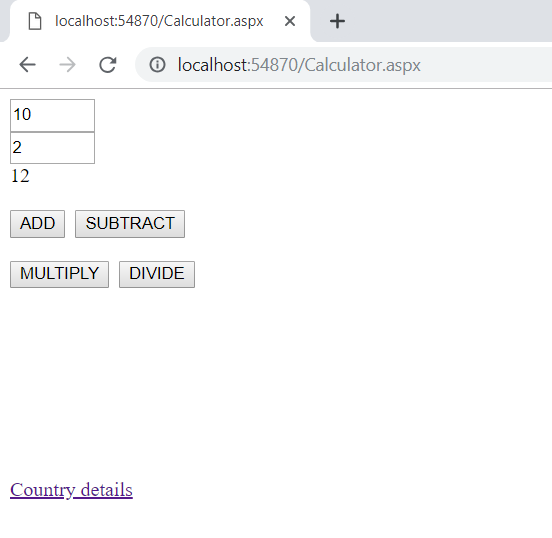 localhost:54870/Calculator.aspx
localhost:54870/Calculator.aspx
10
2
12
ADD SUBTRACT
MULTIPLY DIVIDE
Country details